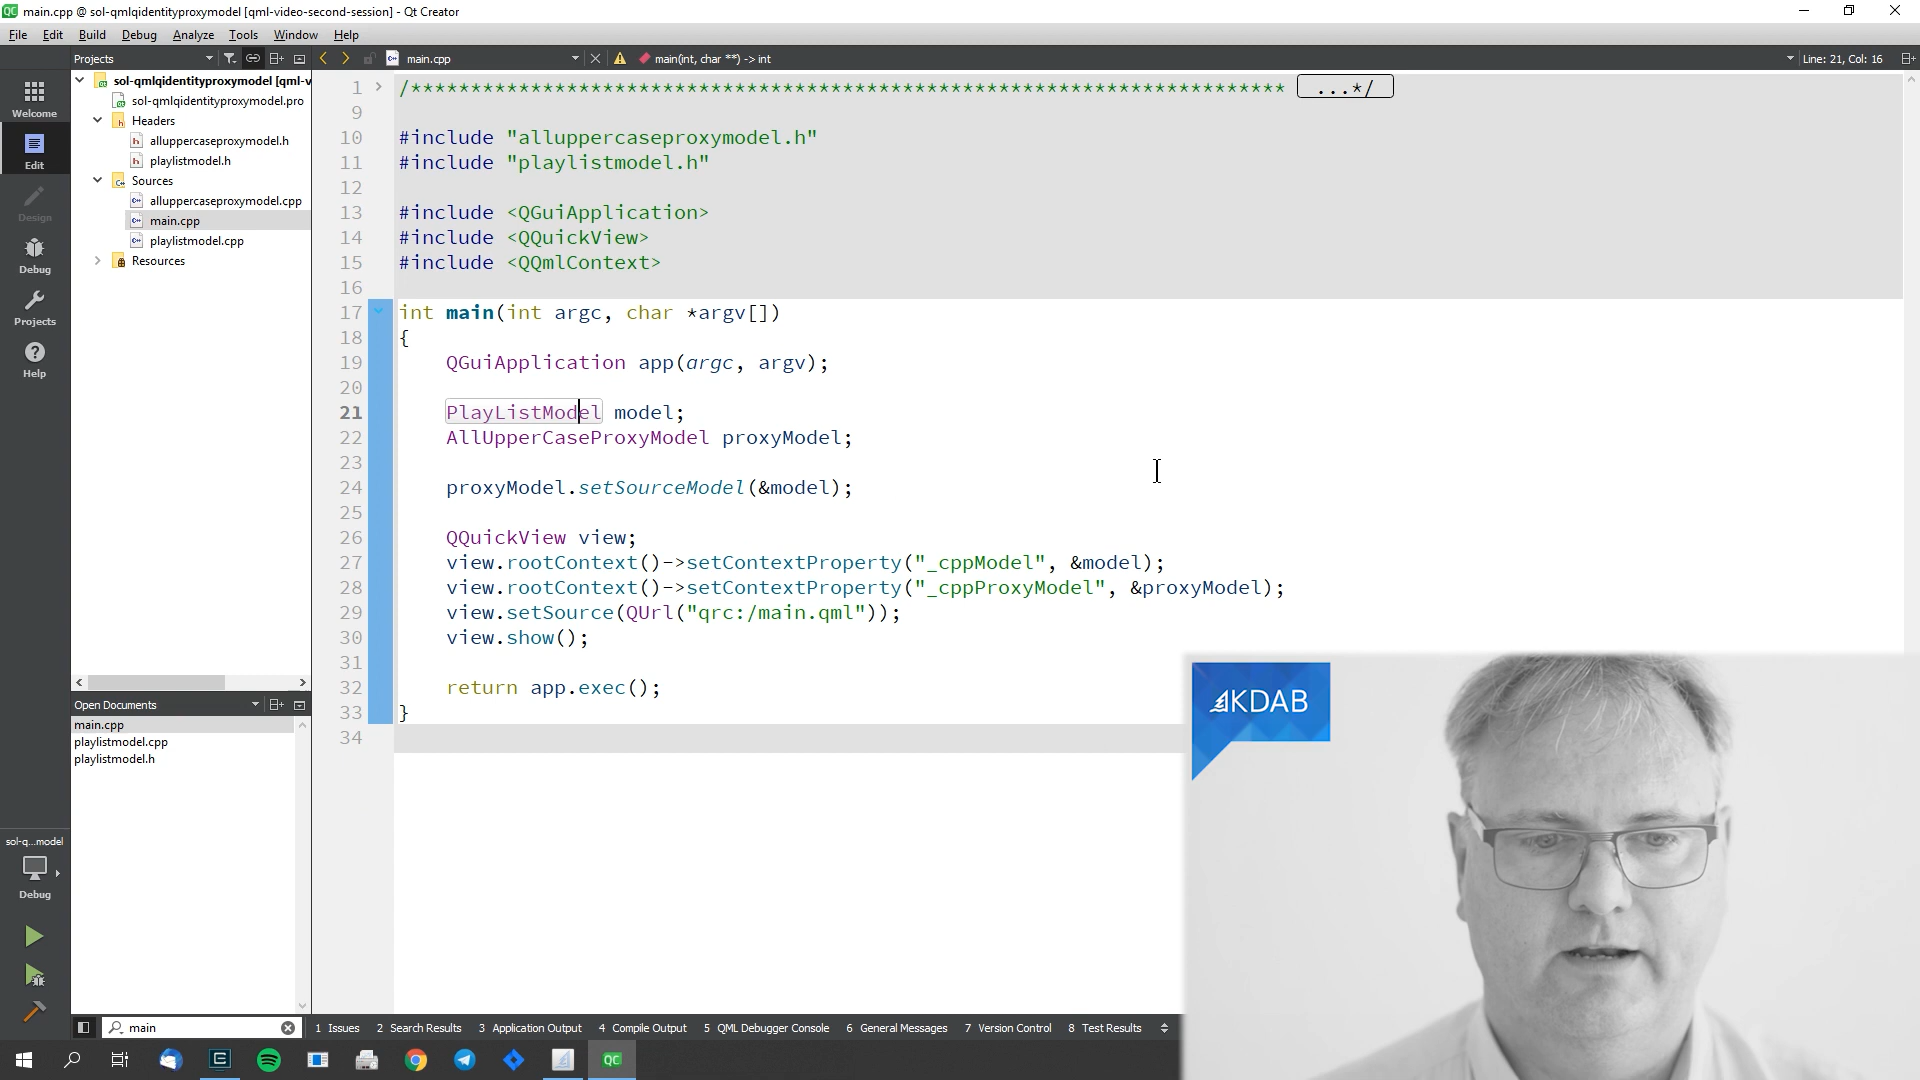 main.cpp @ sol-qmlqidentityproxymodel [qml-video-second-session] - Qt Creator
File Edit View Build Debug Analyze Tools Window Help
Projects
main.cpp
main(int, char **) -> int
Line: 21, Col: 16
Welcome
Edit
Design
Debug
Projects
Help
sol-qmlqidentityproxymodel [qml-v
sol-qmlqidentityproxymodel.pro
Headers
alluppercaseproxymodel.h
playlistmodel.h
Sources
alluppercaseproxymodel.cpp
main.cpp
playlistmodel.cpp
Resources
1 /************************************************************************* ...*/
9
10 #include "alluppercaseproxymodel.h"
11 #include "playlistmodel.h"
12
13 #include <QGuiApplication>
14 #include <QQuickView>
15 #include <QQmlContext>
16
17 int main(int argc, char *argv[])
18 {
19 QGuiApplication app(argc, argv);
20
21 PlayListModel model;
22 AllUpperCaseProxyModel proxyModel;
23
24 proxyModel.setSourceModel(&model);
25
26 QQuickView view;
27 view.rootContext()->setContextProperty("_cppModel", &model);
28 view.rootContext()->setContextProperty("_cppProxyModel", &proxyModel);
29 view.setSource(QUrl("qrc:/main.qml"));
30 view.show();
31
32 return app.exec();
33 }
34
Open Documents
main.cpp
playlistmodel.cpp
playlistmodel.h
sol-q...model
Debug
main
1 Issues 2 Search Results 3 Application Output 4 Compile Output 5 QML Debugger Console 6 General Messages 7 Version Control 8 Test Results
KDAB
QC